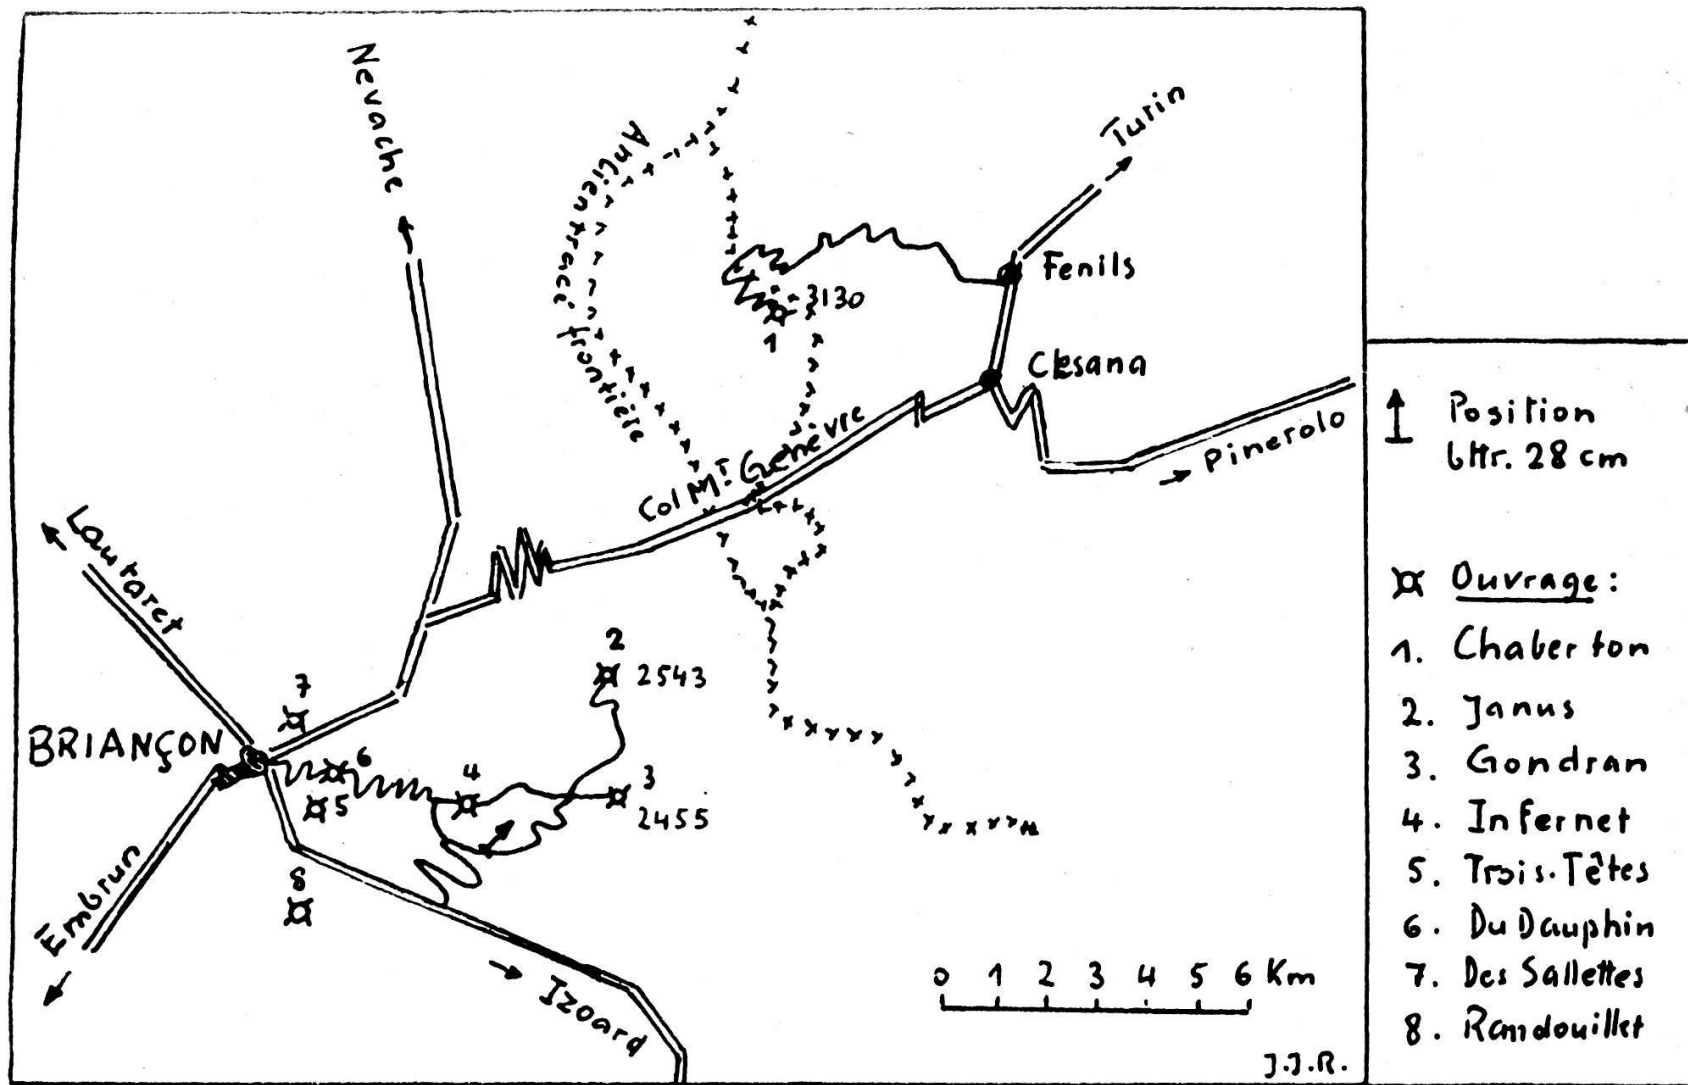 Nevache
Ancien tracé frontière
Turin
Fenils
3130
1
Cesana
Col Mt Genèvre
Pinerolo
Lautaret
2
2543
7
BRIANÇON
6
4
3
5
2455
8
Embrun
Izoard
0 1 2 3 4 5 6 Km
J.J.R.
Position
bttr. 28 cm
Ouvrage:
1. Chaberton
2. Janus
3. Gondran
4. Infernet
5. Trois-Têtes
6. Du Dauphin
7. Des Sallettes
8. Randouillet